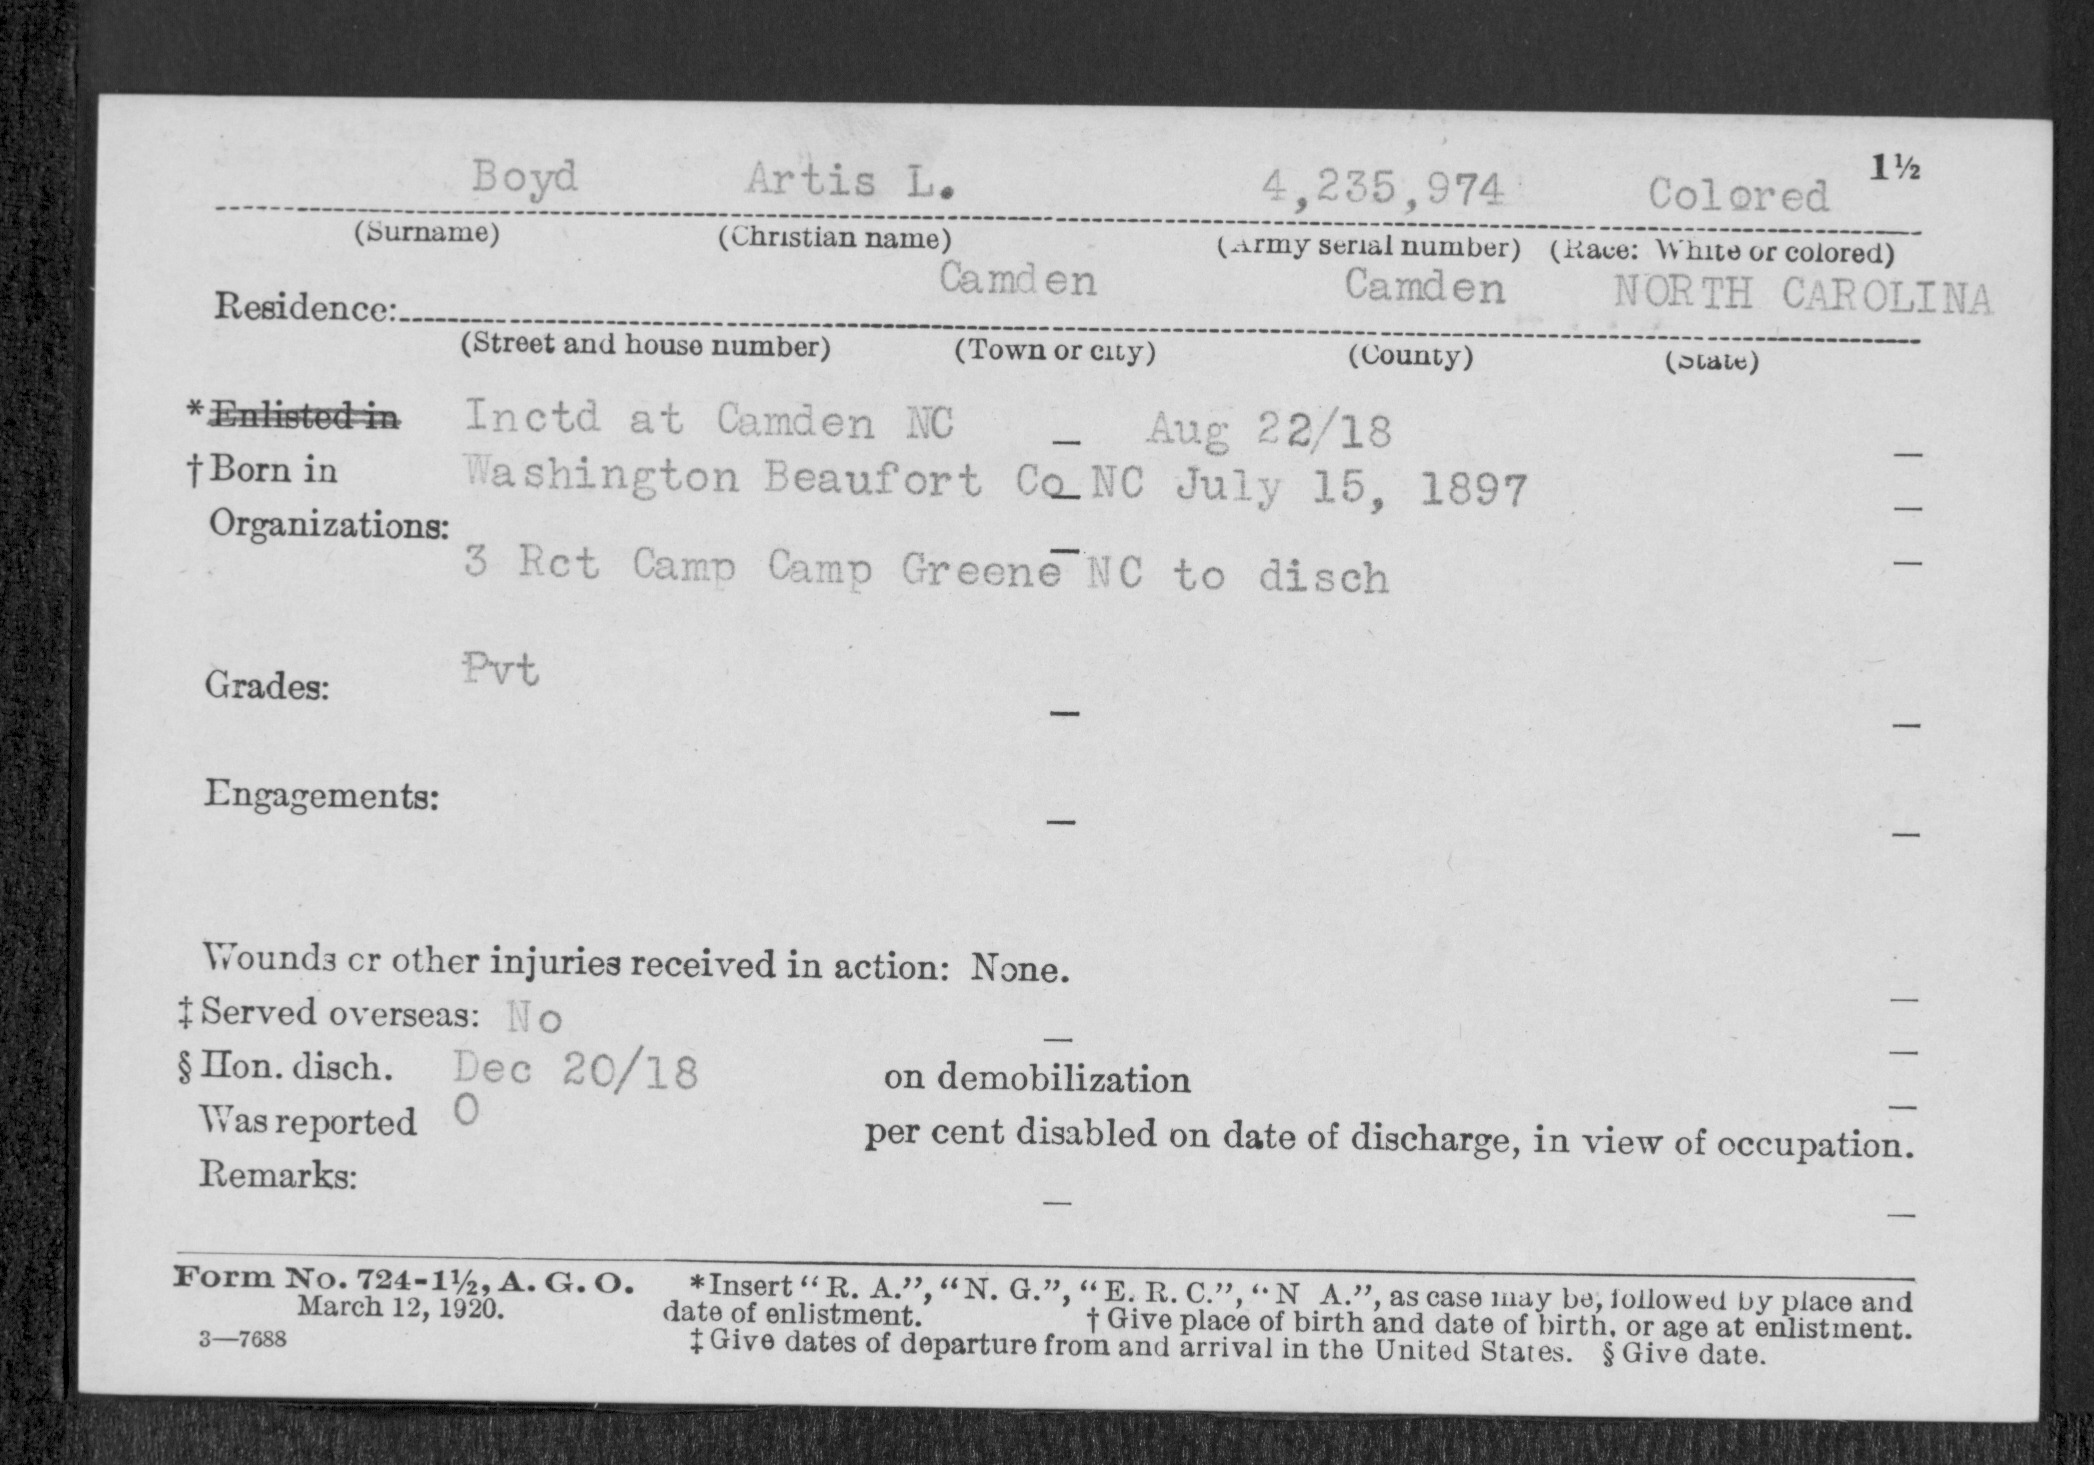 1½
Boyd Artis L. 4,235,974 Colored
(Surname) (Christian name) (Army serial number) (Race: White or colored)
Residence: Camden Camden NORTH CAROLINA
(Street and house number) (Town or city) (County) (State)
*Enlisted in Inctd at Camden NC — Aug 22/18 —
†Born in Washington Beaufort Co NC July 15, 1897 —
Organizations: — —
3 Rct Camp Camp Greene NC to disch
Grades: Pvt — —
Engagements: — —
Wounds or other injuries received in action: None. —
‡Served overseas: No — —
§Hon. disch. Dec 20/18 on demobilization —
Was reported 0 per cent disabled on date of discharge, in view of occupation.
Remarks: — —
Form No. 724-1½, A. G. O. *Insert "R. A.", "N. G.", "E. R. C.", "N A.", as case may be, followed by place and
March 12, 1920. date of enlistment. †Give place of birth and date of birth, or age at enlistment.
3—7688 ‡Give dates of departure from and arrival in the United States. §Give date.